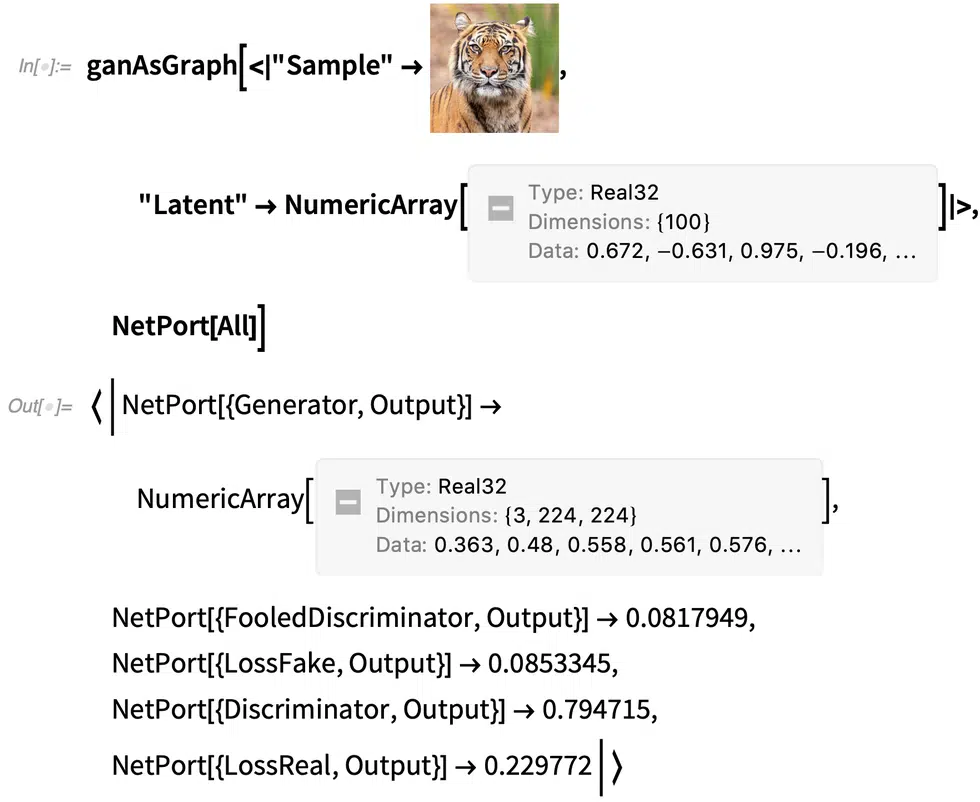 In[•]:= ganAsGraph[<|"Sample" → ,
"Latent" → NumericArray[ Type: Real32
Dimensions: {100}
Data: 0.672, −0.631, 0.975, −0.196, … ]|>,
NetPort[All]]
Out[•]= ⟨| NetPort[{Generator, Output}] →
NumericArray[ Type: Real32
Dimensions: {3, 224, 224}
Data: 0.363, 0.48, 0.558, 0.561, 0.576, … ],
NetPort[{FooledDiscriminator, Output}] → 0.0817949,
NetPort[{LossFake, Output}] → 0.0853345,
NetPort[{Discriminator, Output}] → 0.794715,
NetPort[{LossReal, Output}] → 0.229772 |⟩